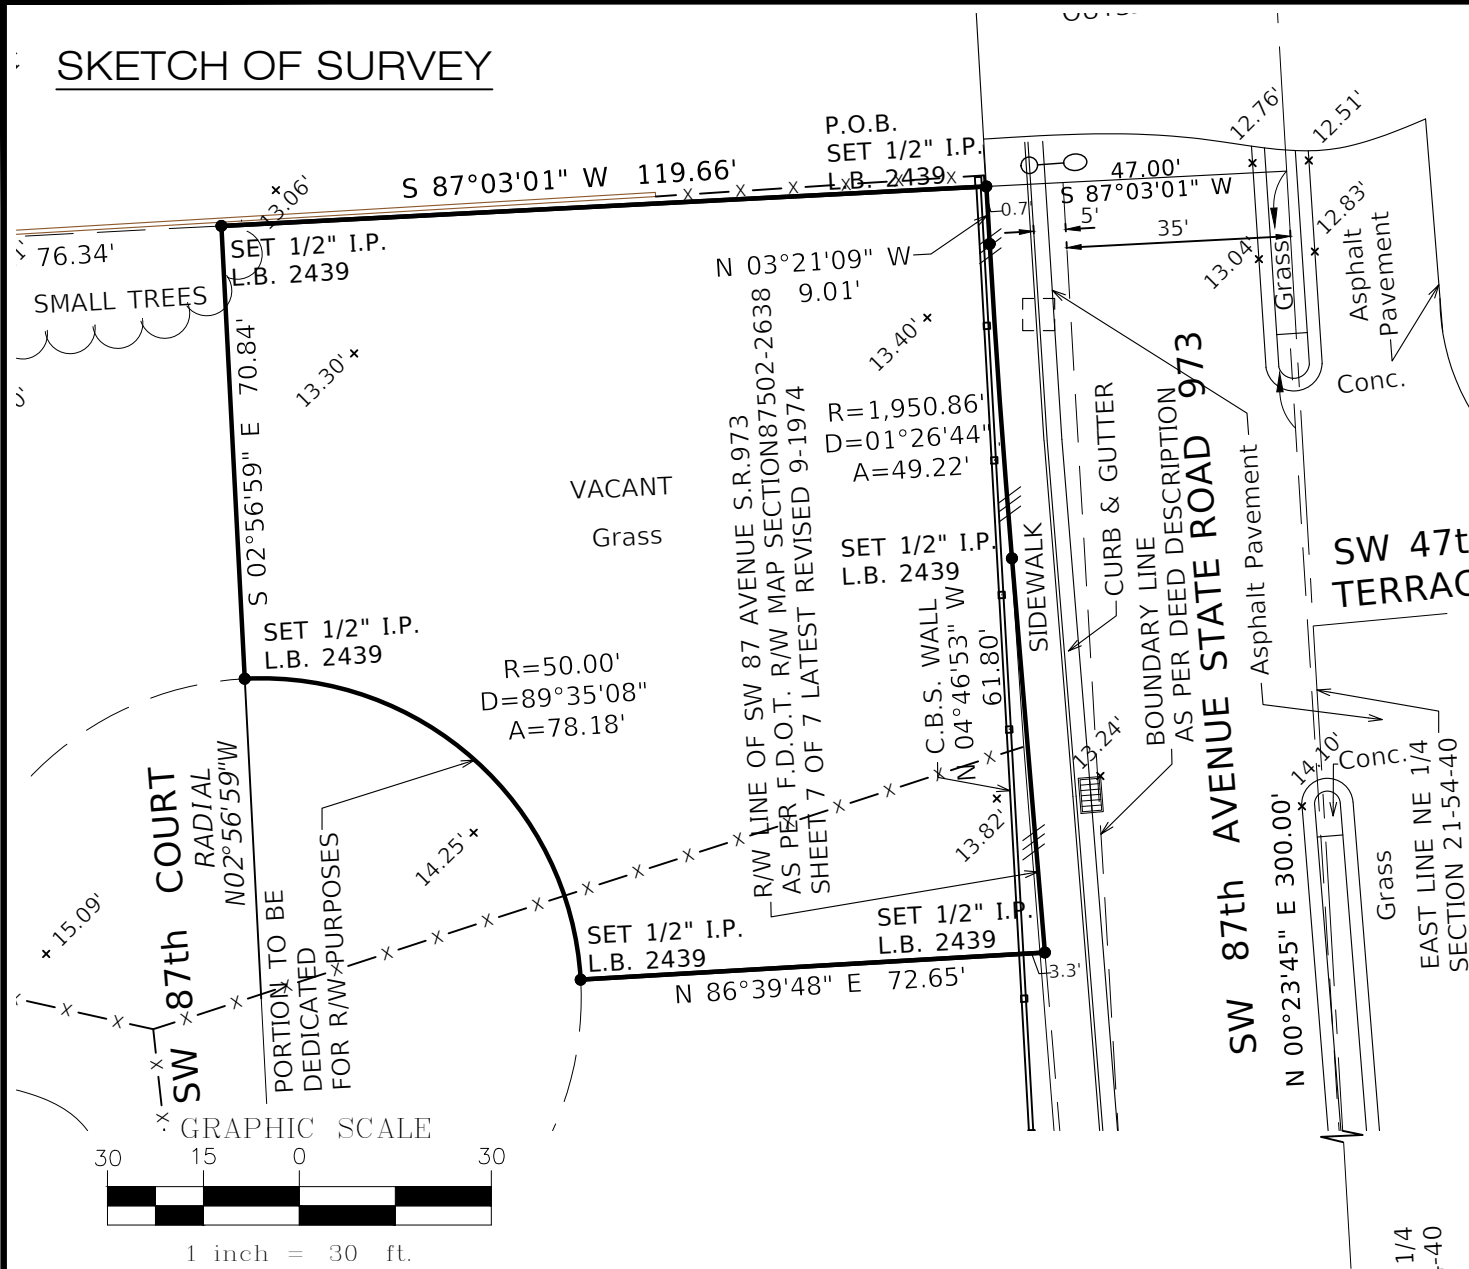 SKETCH OF SURVEY
P.O.B.
SET 1/2" I.P.
L.B. 2439
S 87°03'01" W 119.66'
13.06'
76.34'
SMALL TREES
SET 1/2" I.P.
L.B. 2439
47.00'
S 87°03'01" W
0.7'
5'
35'
12.76'
12.51'
12.83'
13.04'
Grass
Asphalt
Pavement
Conc.
N 03°21'09" W
9.01'
13.40'
13.30'
S 02°56'59" E 70.84'
R=1,950.86'
D=01°26'44"
A=49.22'
VACANT
Grass
R/W LINE OF SW 87 AVENUE S.R.973
AS PER F.D.O.T. R/W MAP SECTION87502-2638
SHEET 7 OF 7 LATEST REVISED 9-1974
SET 1/2" I.P.
L.B. 2439
C.B.S. WALL
N 04°46'53" W
61.80'
SIDEWALK
CURB & GUTTER
BOUNDARY LINE
AS PER DEED DESCRIPTION
SW 87th AVENUE STATE ROAD 973
Asphalt Pavement
SW 47t
TERRAC
SET 1/2" I.P.
L.B. 2439
R=50.00'
D=89°35'08"
A=78.18'
SW 87th COURT
RADIAL
N02°56'59"W
PORTION TO BE
DEDICATED
FOR R/W PURPOSES
14.25'
15.09'
13.82'
13.24'
14.10'
Conc.
N 00°23'45" E 300.00'
Grass
EAST LINE NE 1/4
SECTION 21-54-40
SET 1/2" I.P.
L.B. 2439
SET 1/2" I.P.
L.B. 2439
N 86°39'48" E 72.65'
3.3'
GRAPHIC SCALE
30 15 0 30
1 inch = 30 ft.
1/4
-40